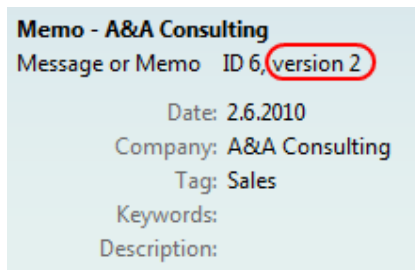 Memo - A&A Consulting
Message or Memo ID 6, version 2
Date: 2.6.2010
Company: A&A Consulting
Tag: Sales
Keywords:
Description: